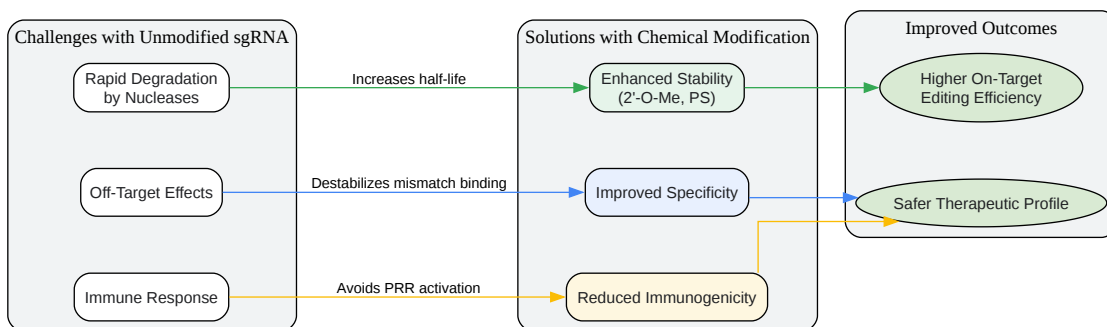 Challenges with Unmodified sgRNA
Rapid Degradation
by Nucleases
Off-Target Effects
Immune Response
Increases half-life
Destabilizes mismatch binding
Avoids PRR activation
Solutions with Chemical Modification
Enhanced Stability
(2'-O-Me, PS)
Improved Specificity
Reduced Immunogenicity
Improved Outcomes
Higher On-Target
Editing Efficiency
Safer Therapeutic Profile